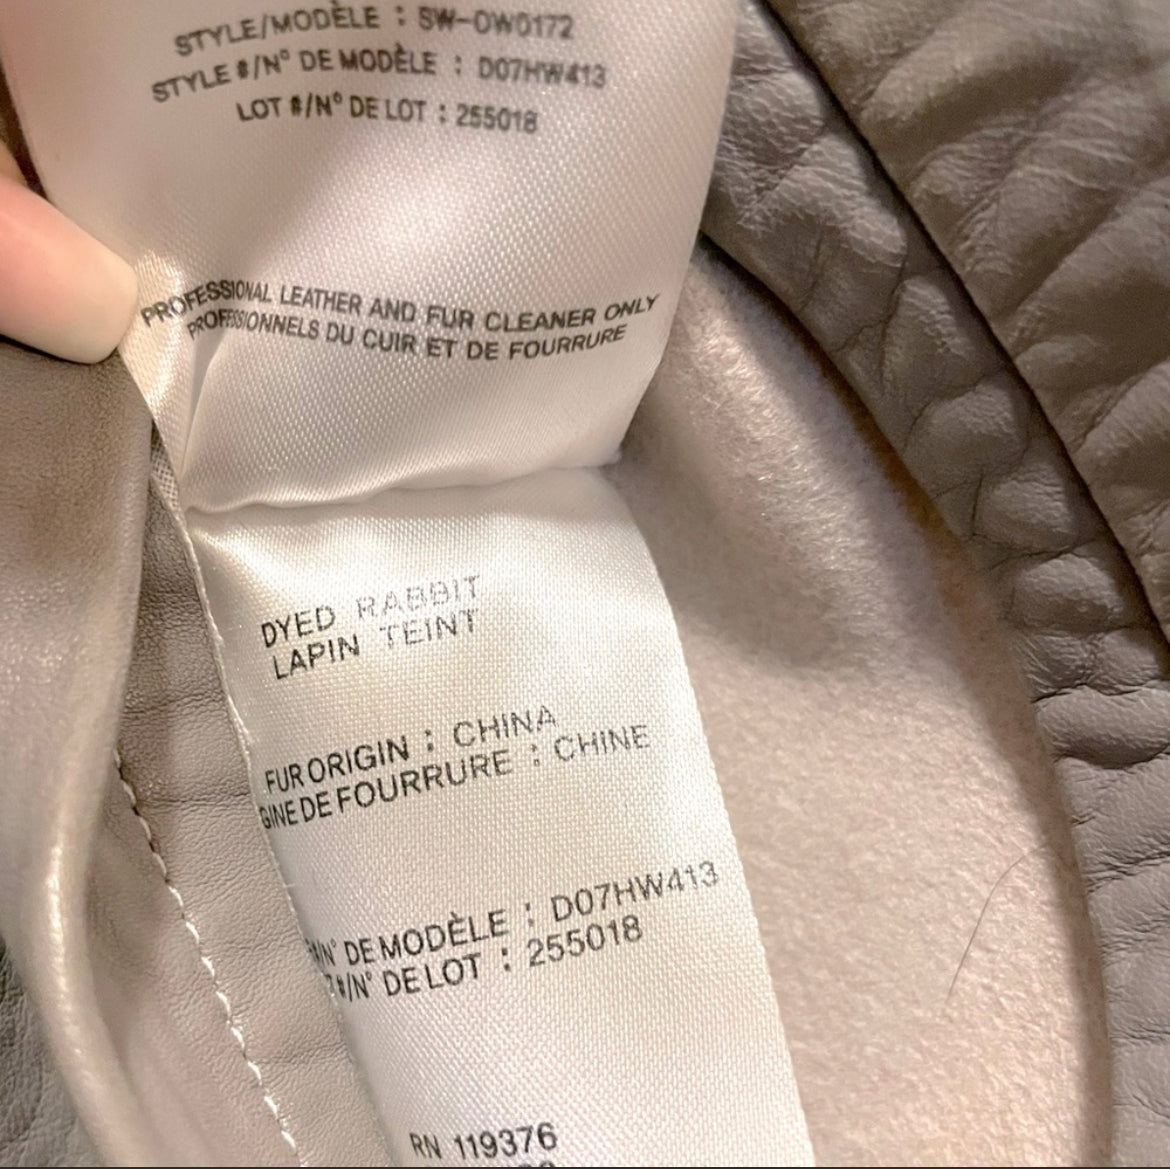 STYLE/MODÈLE : SW-OW0172
STYLE #/N° DE MODÈLE : D07HW413
LOT #/N° DE LOT : 255018
PROFESSIONAL LEATHER AND FUR CLEANER ONLY
PROFESSIONNELS DU CUIR ET DE FOURRURE
DYED RABBIT
LAPIN TEINT
FUR ORIGIN : CHINA
GINE DE FOURRURE : CHINE
#/N° DE MODÈLE : D07HW413
#/N° DE LOT : 255018
RN 119376